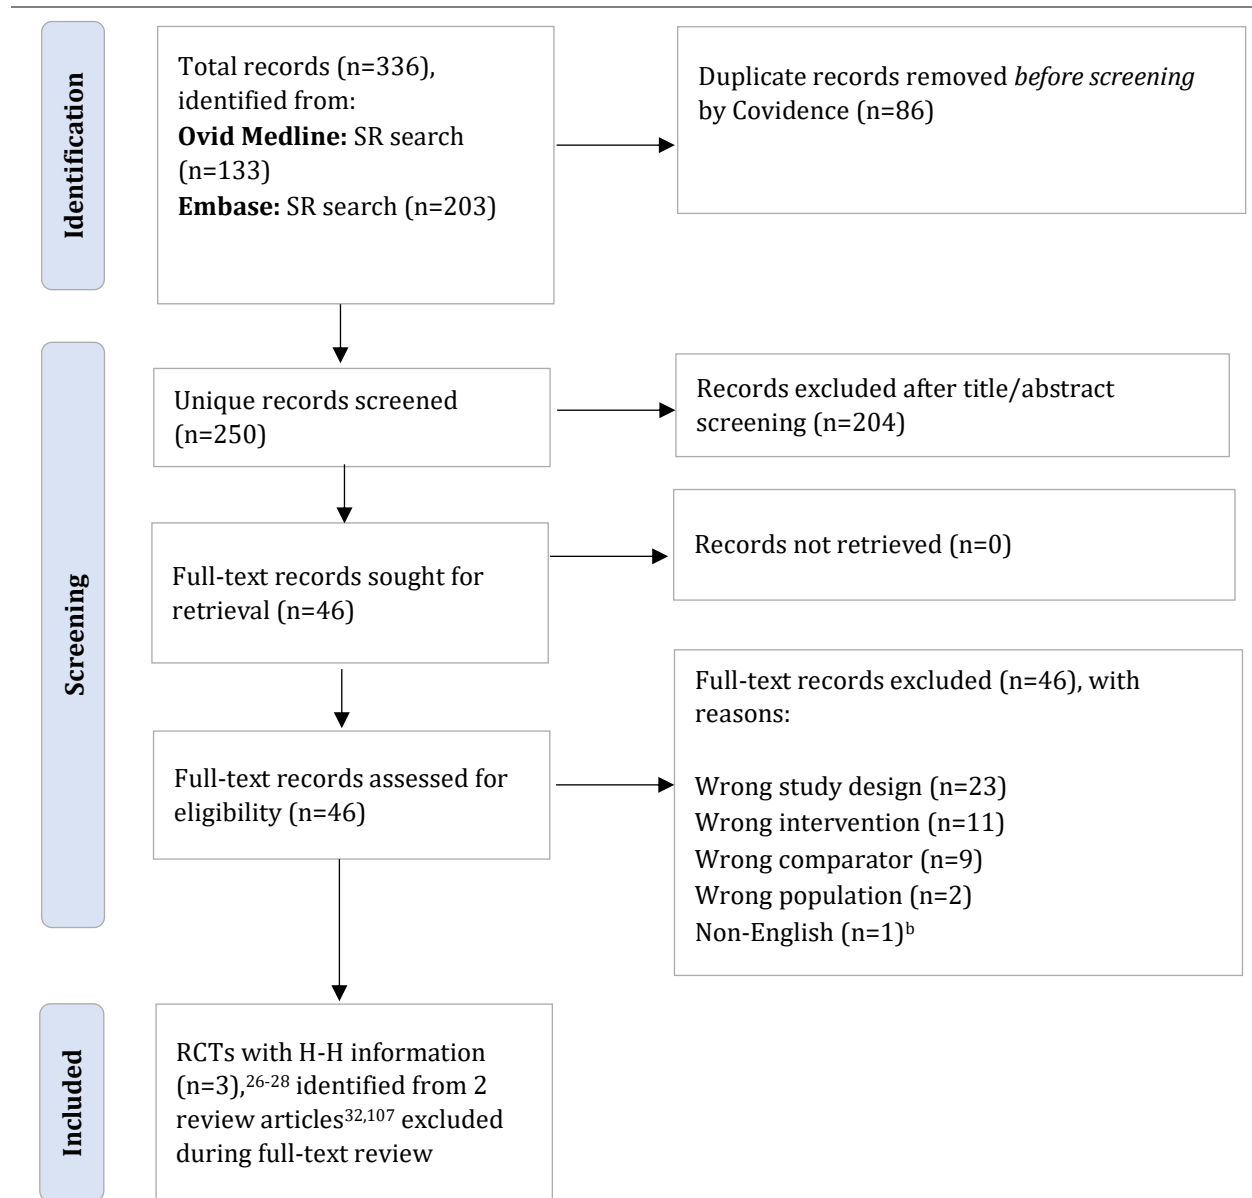 Identification
Total records (n=336),
identified from:
Ovid Medline: SR search
(n=133)
Embase: SR search (n=203)
Duplicate records removed before screening
by Covidence (n=86)
Screening
Unique records screened
(n=250)
Records excluded after title/abstract
screening (n=204)
Full-text records sought for
retrieval (n=46)
Records not retrieved (n=0)
Full-text records assessed for
eligibility (n=46)
Full-text records excluded (n=46), with
reasons:
Wrong study design (n=23)
Wrong intervention (n=11)
Wrong comparator (n=9)
Wrong population (n=2)
Non-English (n=1)ᵇ
Included
RCTs with H-H information
(n=3),²⁶⁻²⁸ identified from 2
review articles³²,¹⁰⁷ excluded
during full-text review